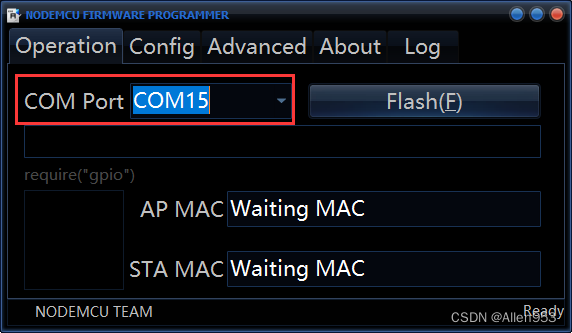 NODEMCU FIRMWARE PROGRAMMER
Operation Config Advanced About Log
COM Port COM15 Flash(F)
require("gpio")
AP MAC Waiting MAC
STA MAC Waiting MAC
NODEMCU TEAM Ready
CSDN @Allen953